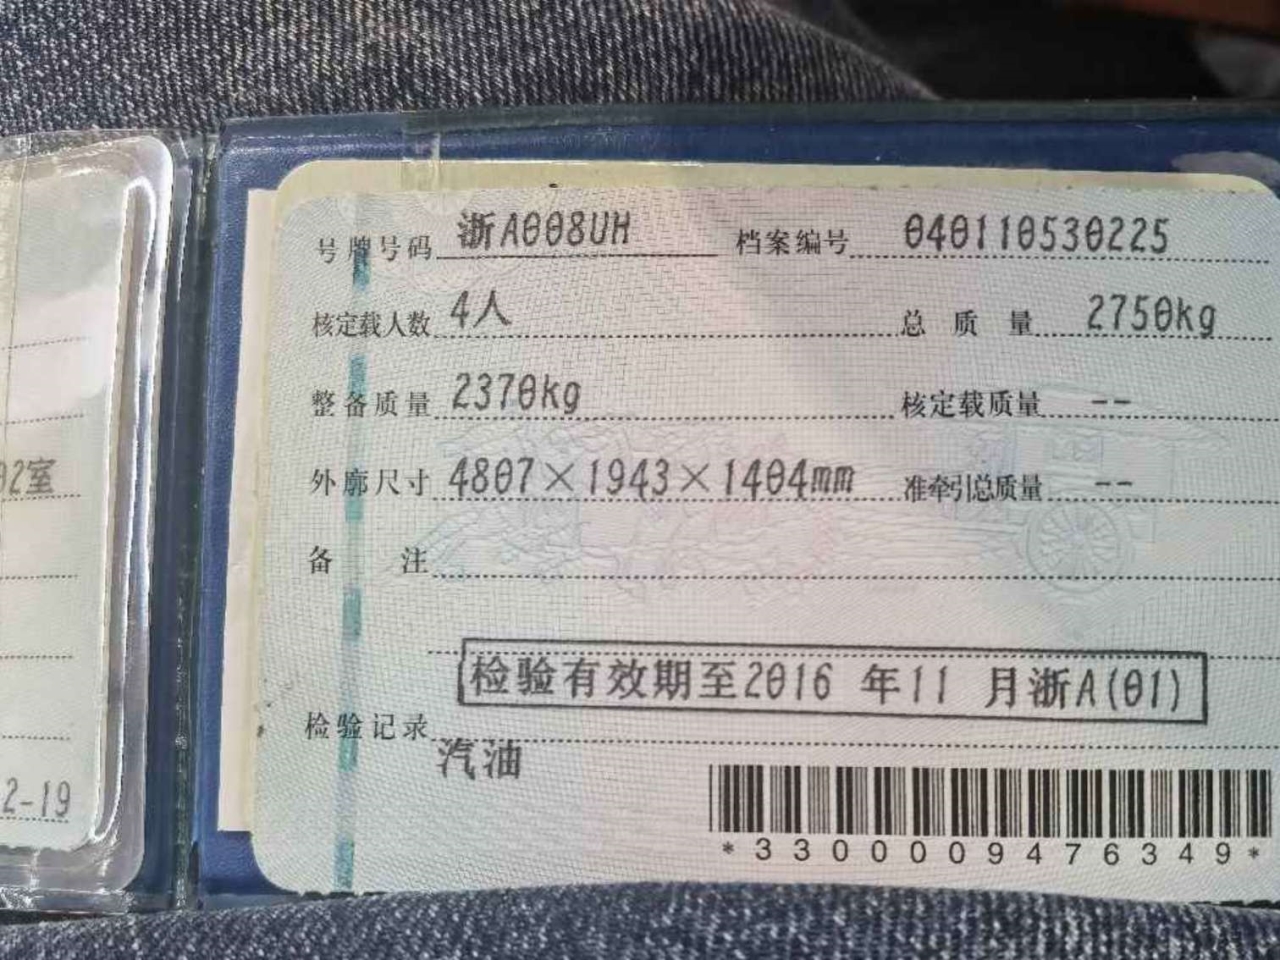 号牌号码 浙A008UH 档案编号 040110530225
核定载人数 4人 总质量 2750kg
整备质量 2370kg 核定载质量 --
外廓尺寸 4807×1943×1404mm 准牵引总质量 --
备注
检验有效期至2016 年11 月浙A(01)
检验记录
汽油
*3300009476349*
02室
2-19